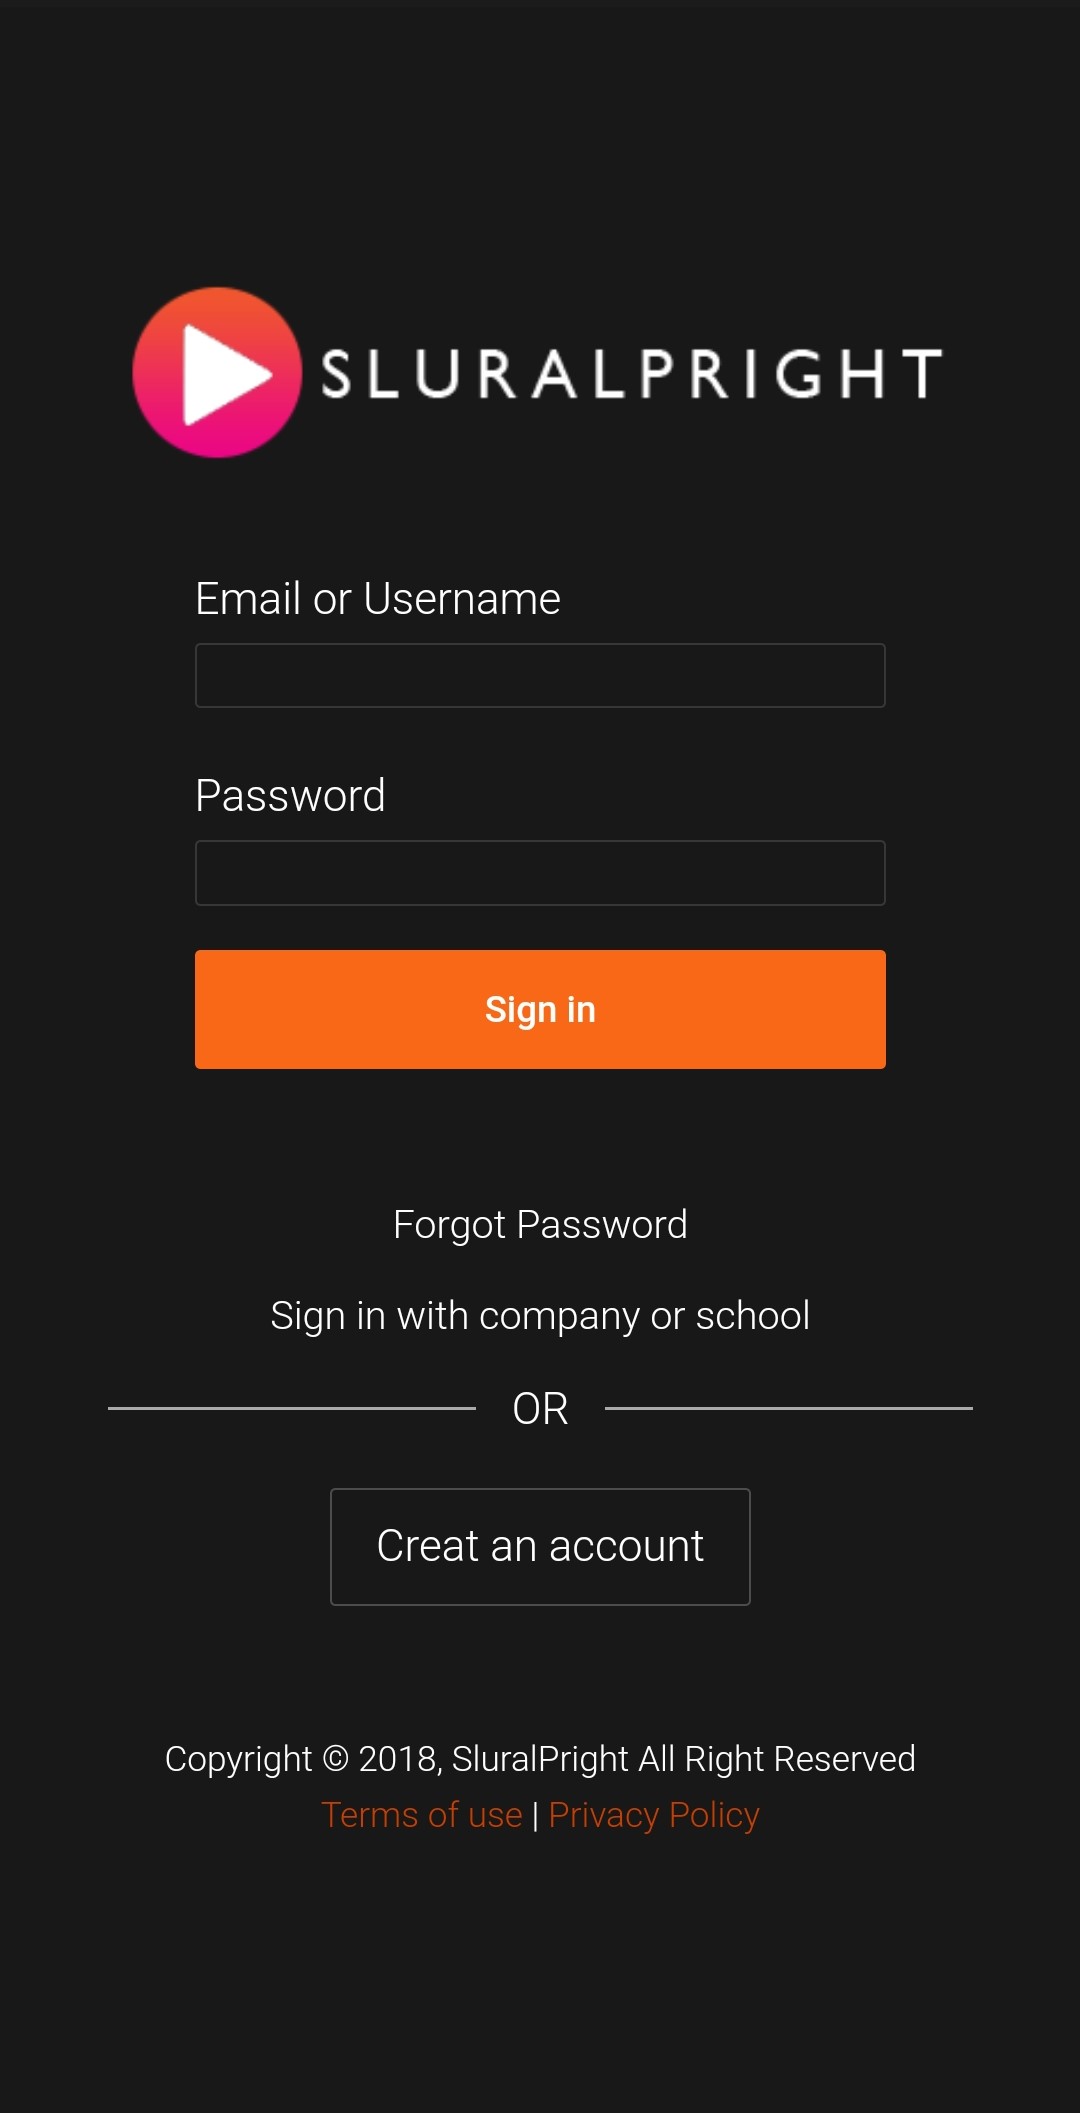 SLURALPRIGHT
Email or Username
Password
Sign in
Forgot Password
Sign in with company or school
OR
Creat an account
Copyright © 2018, SluralPright All Right Reserved
Terms of use | Privacy Policy